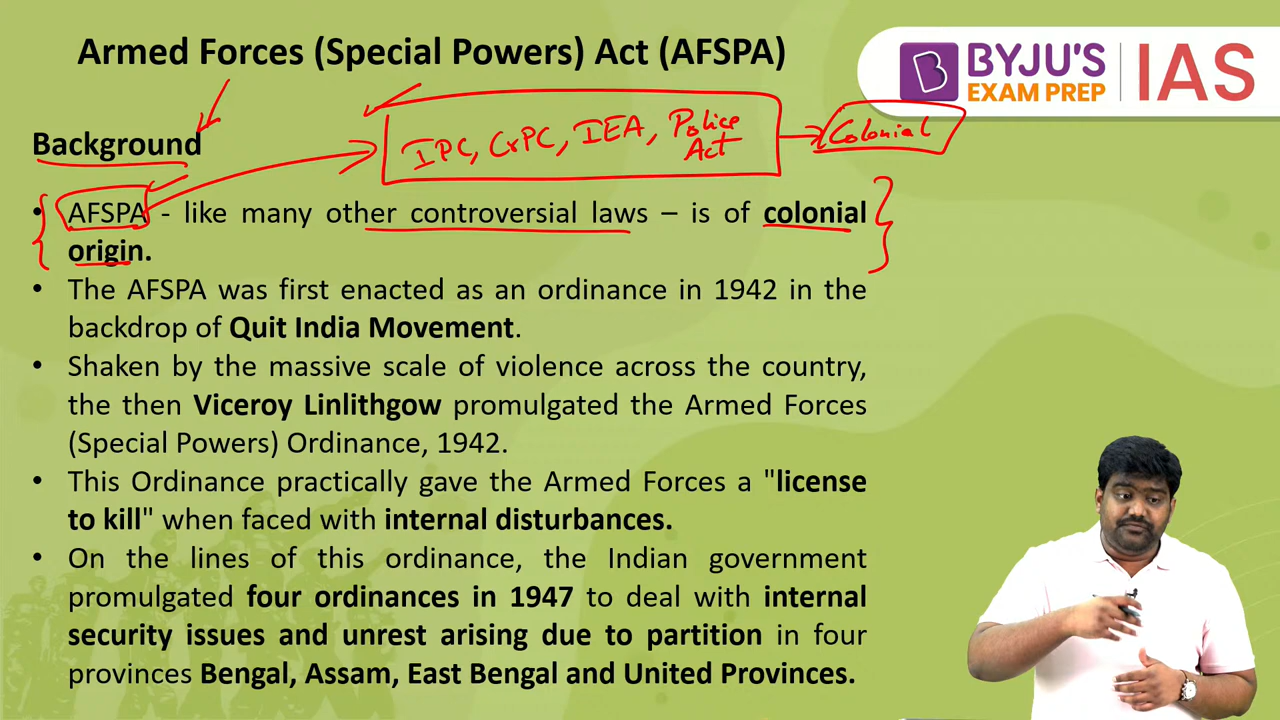 Armed Forces (Special Powers) Act (AFSPA)
BYJU'S
EXAM PREP
IAS
Background
IPC, CrPC, IEA, Police
Act
Colonial
• AFSPA - like many other controversial laws – is of colonial
origin.
• The AFSPA was first enacted as an ordinance in 1942 in the
backdrop of Quit India Movement.
• Shaken by the massive scale of violence across the country,
the then Viceroy Linlithgow promulgated the Armed Forces
(Special Powers) Ordinance, 1942.
• This Ordinance practically gave the Armed Forces a "license
to kill" when faced with internal disturbances.
• On the lines of this ordinance, the Indian government
promulgated four ordinances in 1947 to deal with internal
security issues and unrest arising due to partition in four
provinces Bengal, Assam, East Bengal and United Provinces.